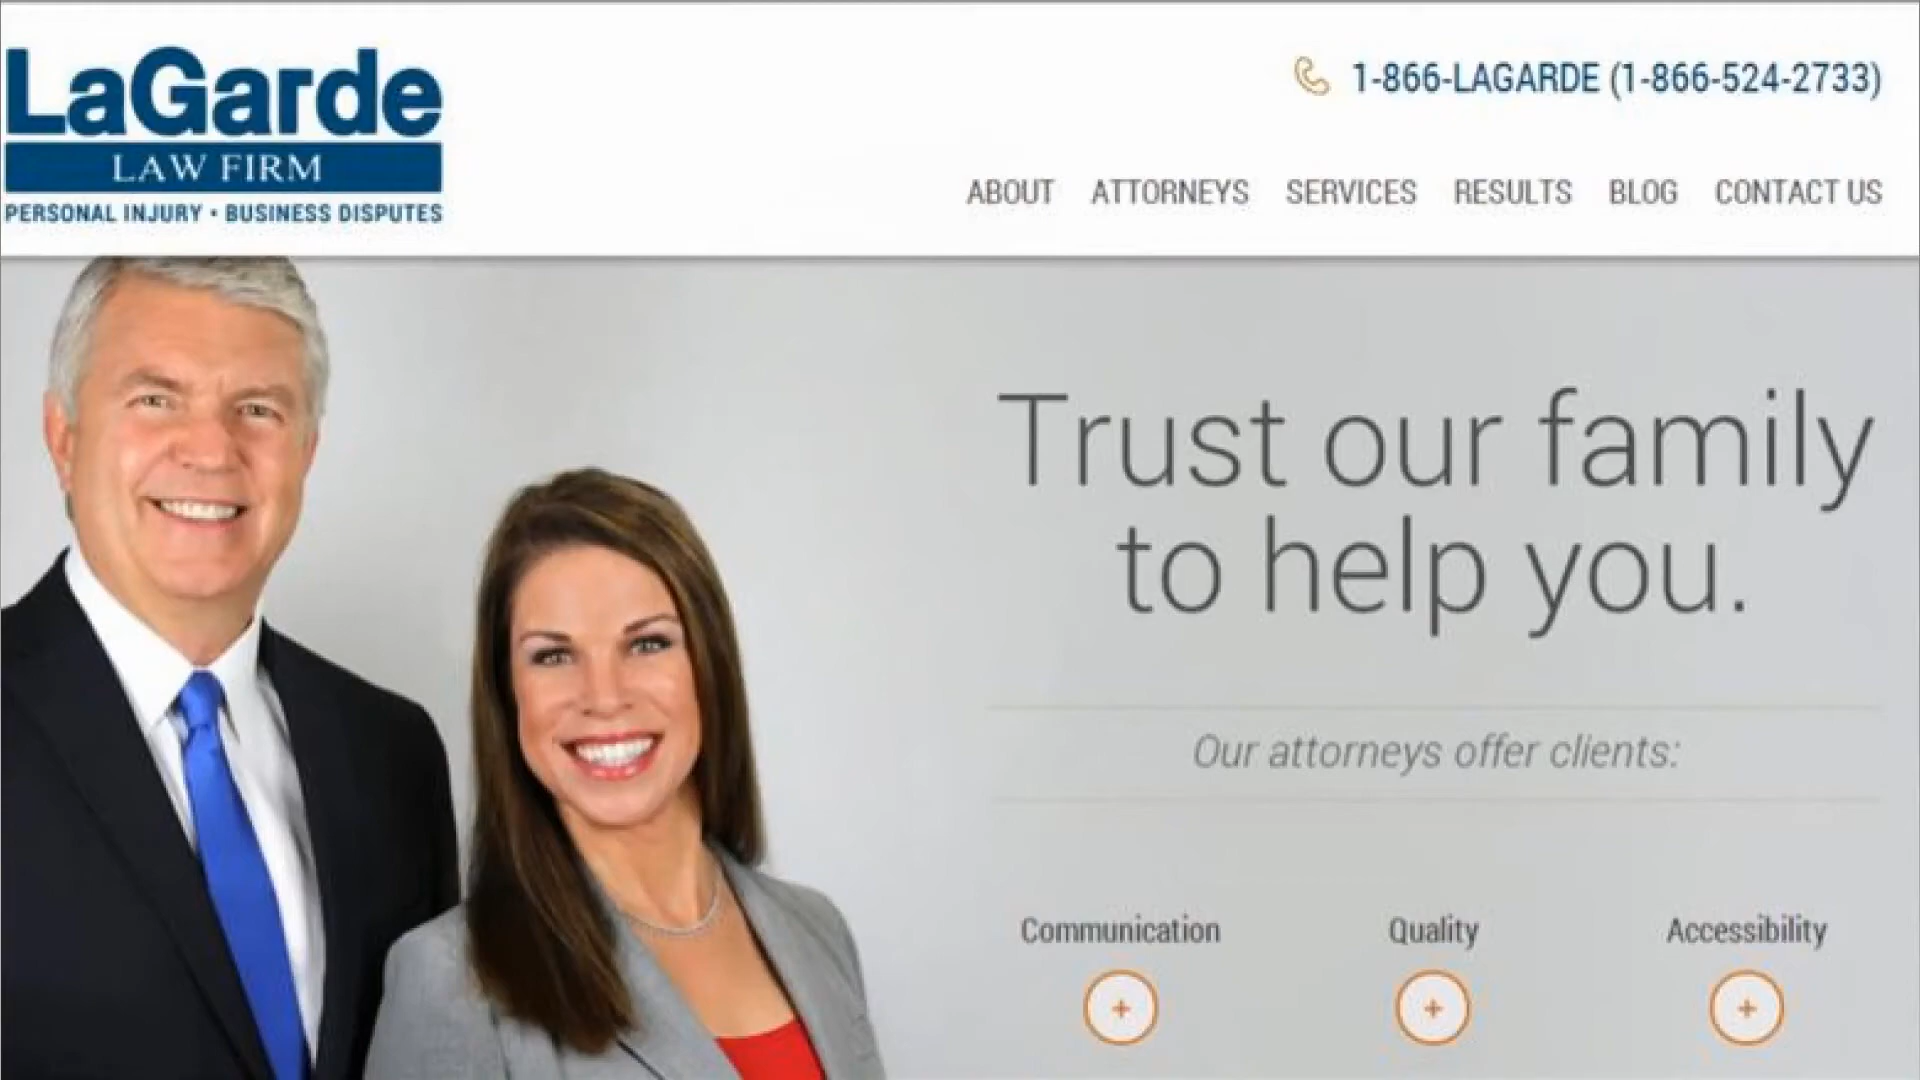 LaGarde
LAW FIRM
PERSONAL INJURY • BUSINESS DISPUTES
1-866-LAGARDE (1-866-524-2733)
ABOUT ATTORNEYS SERVICES RESULTS BLOG CONTACT US
Trust our family
to help you.
Our attorneys offer clients:
Communication Quality Accessibility
+ + +